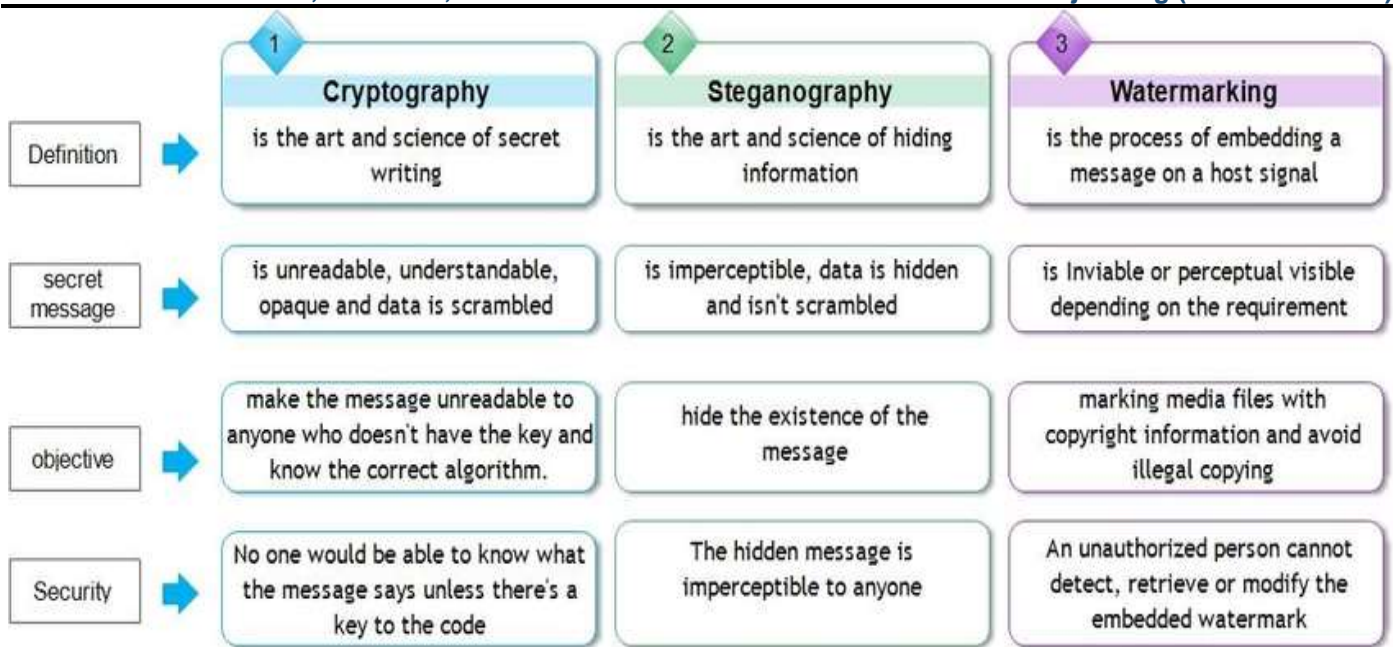 1
2
3
Cryptography
Steganography
Watermarking
Definition
is the art and science of secret
writing
is the art and science of hiding
information
is the process of embedding a
message on a host signal
secret
message
is unreadable, understandable,
opaque and data is scrambled
is imperceptible, data is hidden
and isn't scrambled
is Inviable or perceptual visible
depending on the requirement
objective
make the message unreadable to
anyone who doesn't have the key and
know the correct algorithm.
hide the existence of the
message
marking media files with
copyright information and avoid
illegal copying
Security
No one would be able to know what
the message says unless there's a
key to the code
The hidden message is
imperceptible to anyone
An unauthorized person cannot
detect, retrieve or modify the
embedded watermark